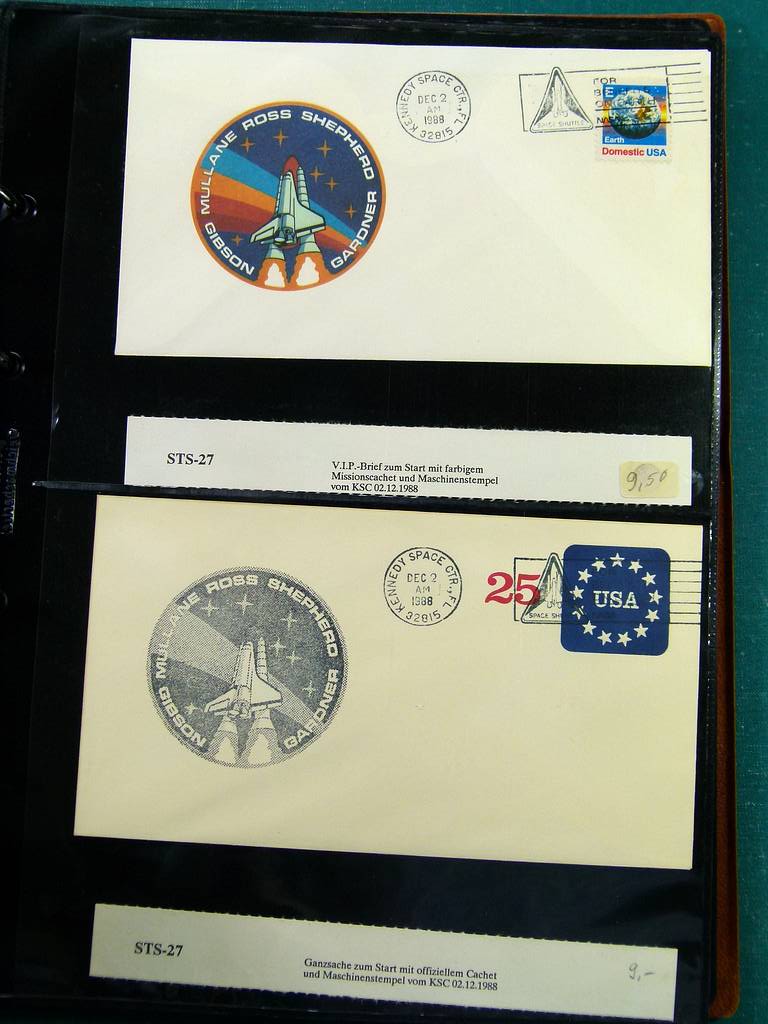 MULLANE ROSS SHEPHERD
GIBSON GARDNER
KENNEDY SPACE CTR., FL
DEC 2
AM
1988
32815
SPACE SHUTTLE
FOR
E
Earth
Domestic USA
STS-27
V.I.P.-Brief zum Start mit farbigem
Missionscachet und Maschinenstempel
vom KSC 02.12.1988
9,50
MULLANE ROSS SHEPHERD
GIBSON GARDNER
KENNEDY SPACE CTR., FL
DEC 2
AM
1988
32815
25
USA
STS-27
Ganzsache zum Start mit offiziellem Cachet
und Maschinenstempel vom KSC 02.12.1988
9,-